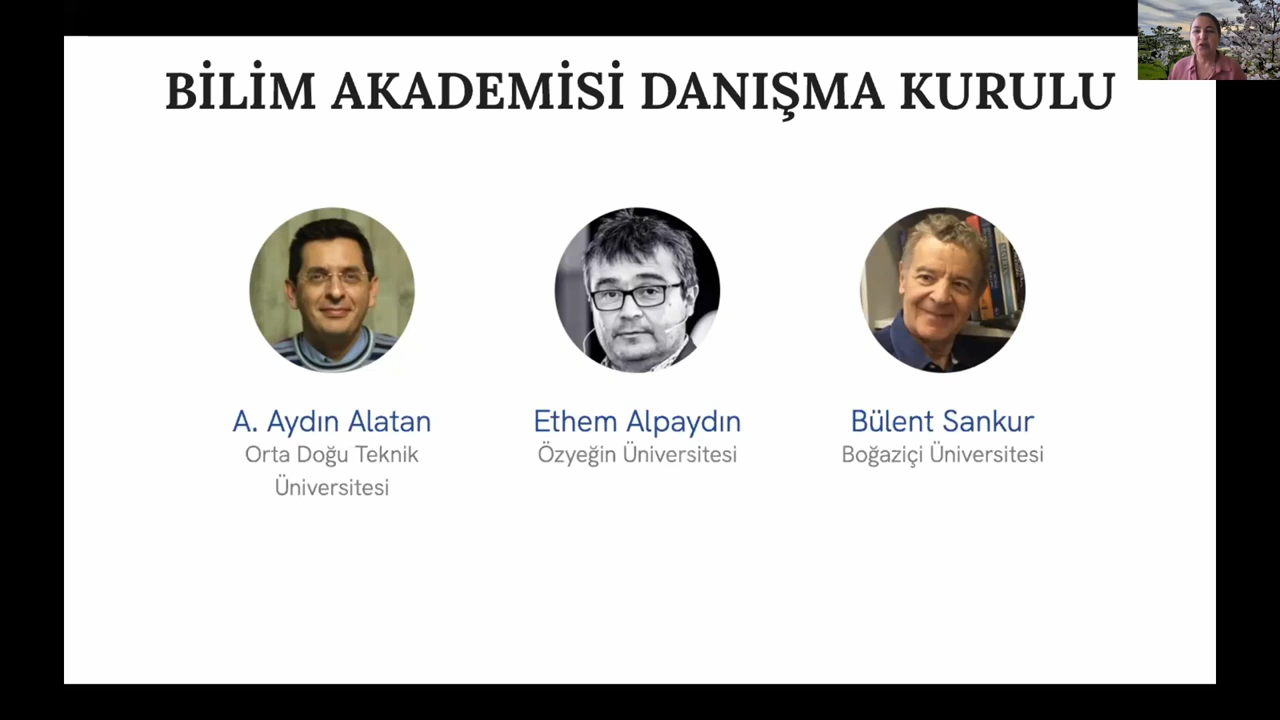 BİLİM AKADEMİSİ DANIŞMA KURULU
A. Aydın Alatan
Orta Doğu Teknik
Üniversitesi
Ethem Alpaydın
Özyeğin Üniversitesi
Bülent Sankur
Boğaziçi Üniversitesi